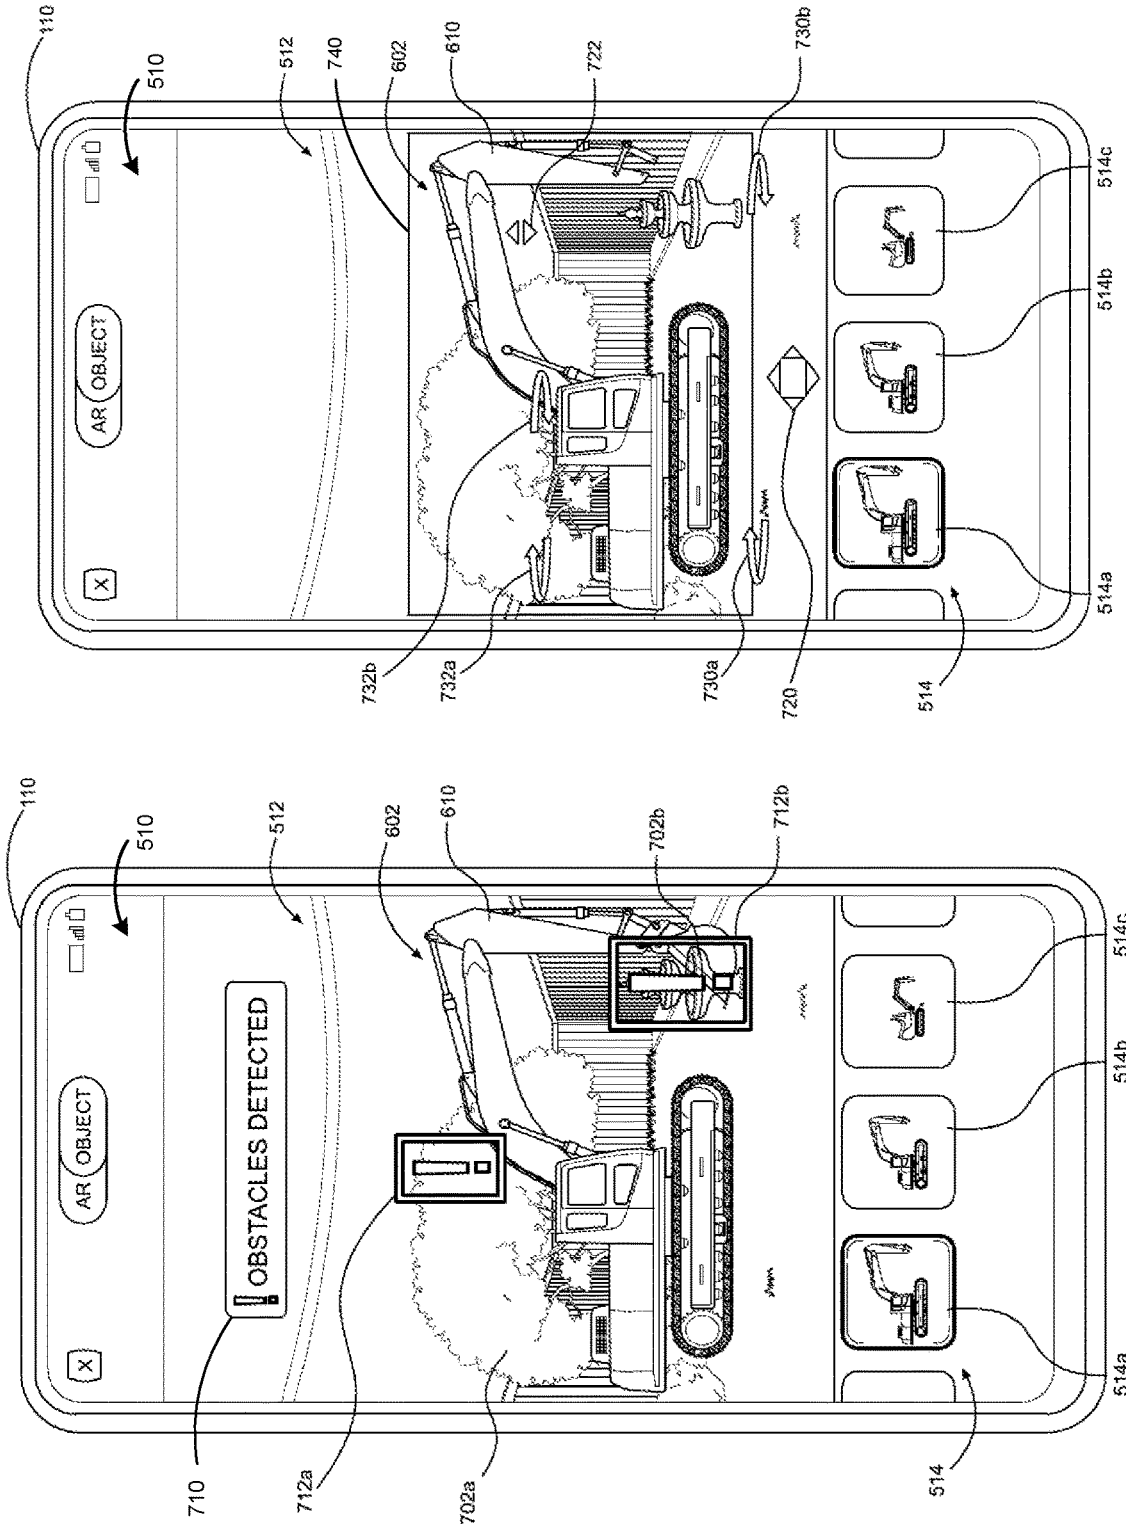 110
X
AR OBJECT
510
710
! OBSTACLES DETECTED
512
712a
!
602
610
702a
702b
!
712b
514
514a
514b
514c
110
X
AR OBJECT
510
512
740
732b
602
732a
610
722
730a
720
730b
514
514a
514b
514c